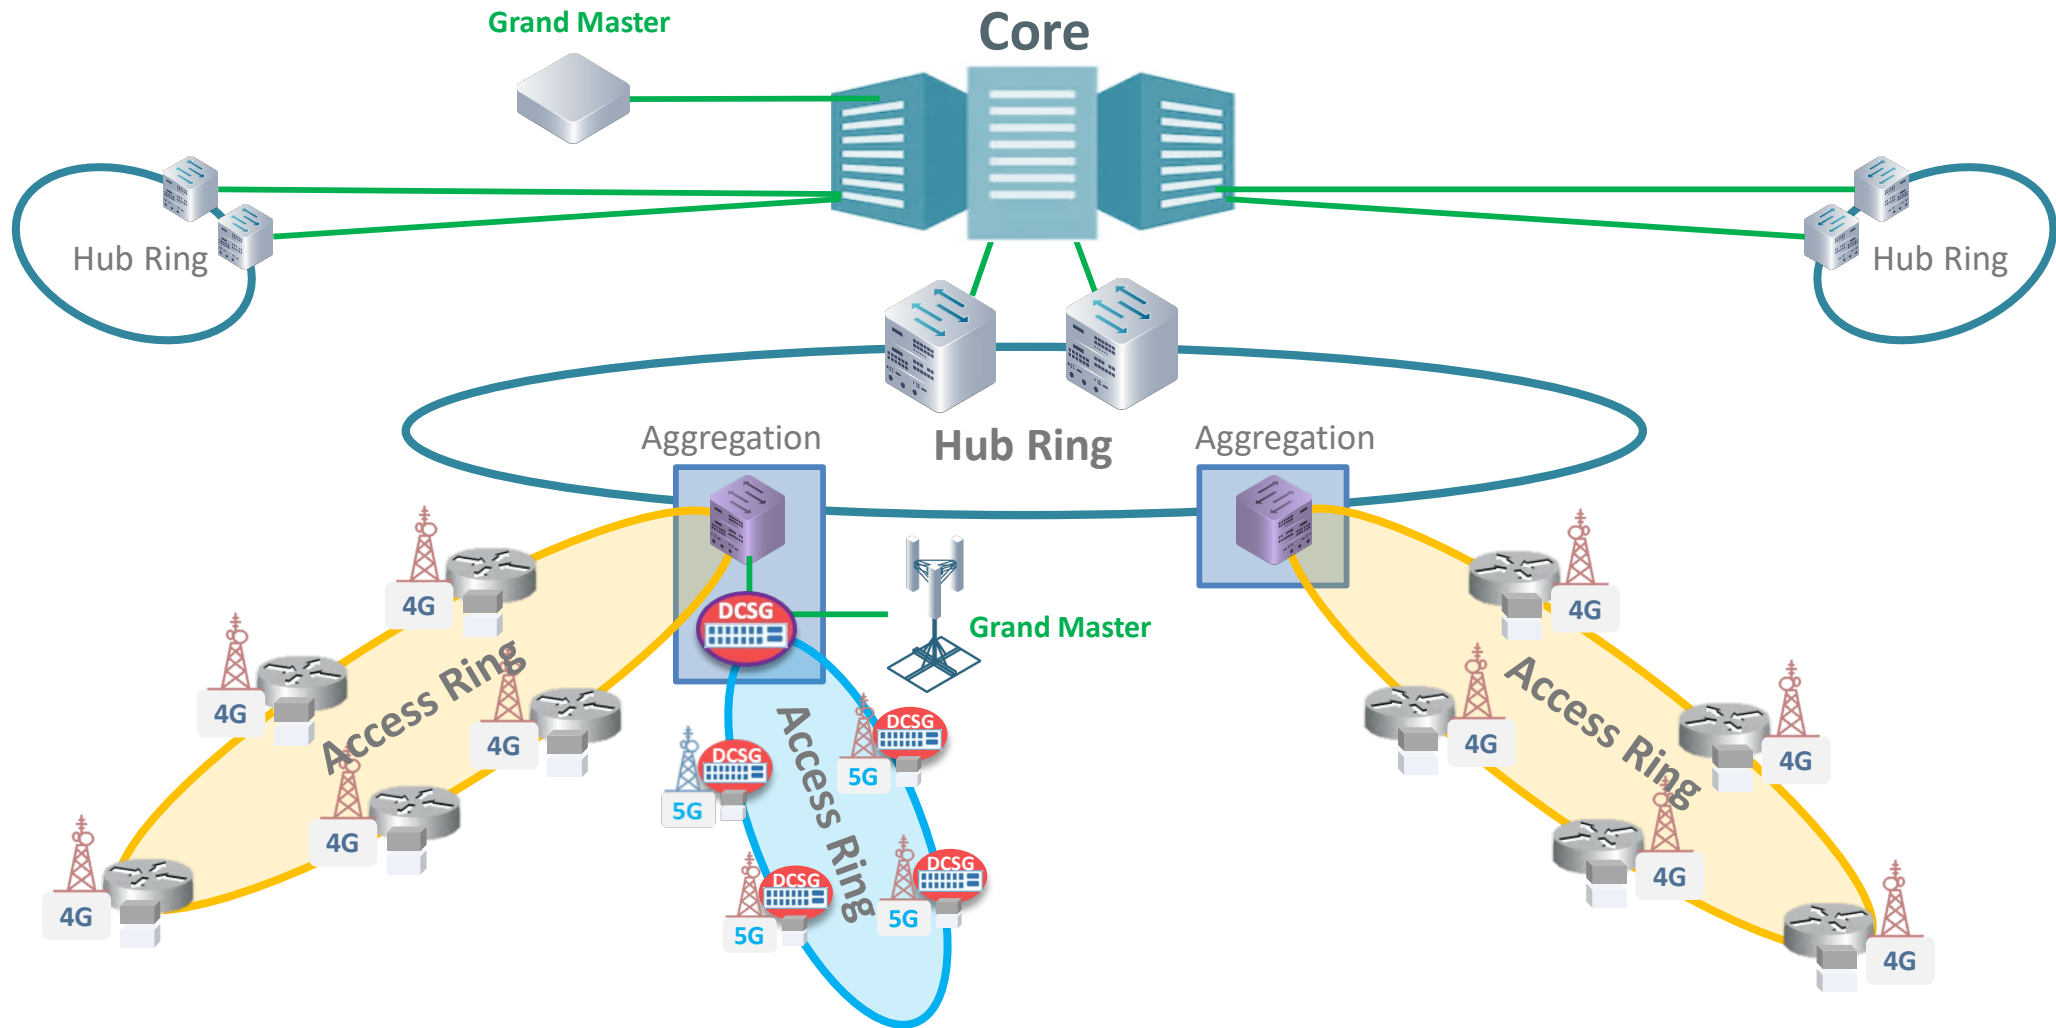 Grand Master
Core
Hub Ring
Hub Ring
Aggregation
Hub Ring
Aggregation
4G
4G
DCSG
Grand Master
4G
4G
Access Ring
4G
4G
4G
Access Ring
4G
4G
4G
4G
DCSG
5G
DCSG
5G
DCSG
5G
DCSG
5G
Access Ring